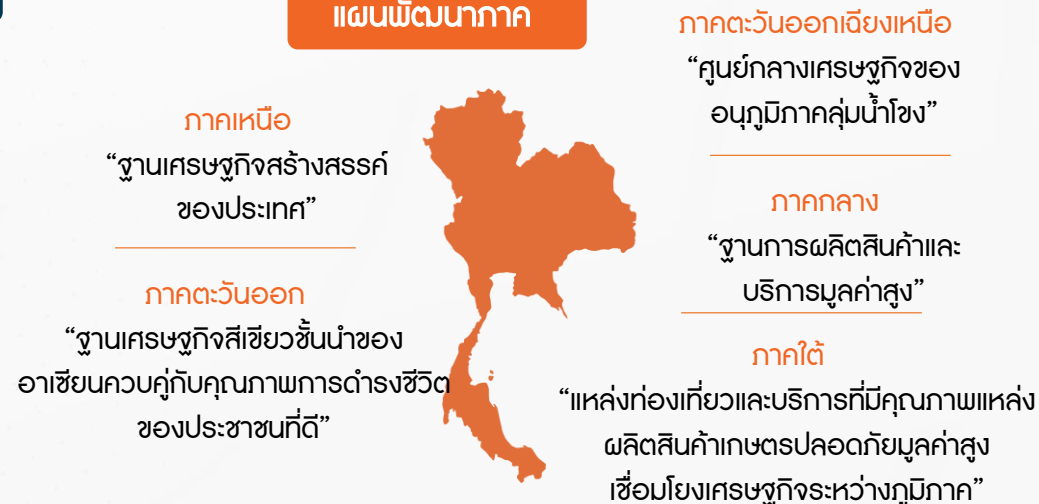 แผนพัฒนาภาค
ภาคเหนือ
“ฐานเศรษฐกิจสร้างสรรค์
ของประเทศ”
ภาคตะวันออก
“ฐานเศรษฐกิจสีเขียวชั้นนำของ
อาเซียนควบคู่กับคุณภาพการดำรงชีวิต
ของประชาชนที่ดี”
ภาคตะวันออกเฉียงเหนือ
“ศูนย์กลางเศรษฐกิจของ
อนุภูมิภาคลุ่มน้ำโขง”
ภาคกลาง
“ฐานการผลิตสินค้าและ
บริการมูลค่าสูง”
ภาคใต้
“แหล่งท่องเที่ยวและบริการที่มีคุณภาพแหล่ง
ผลิตสินค้าเกษตรปลอดภัยมูลค่าสูง
เชื่อมโยงเศรษฐกิจระหว่างภูมิภาค”